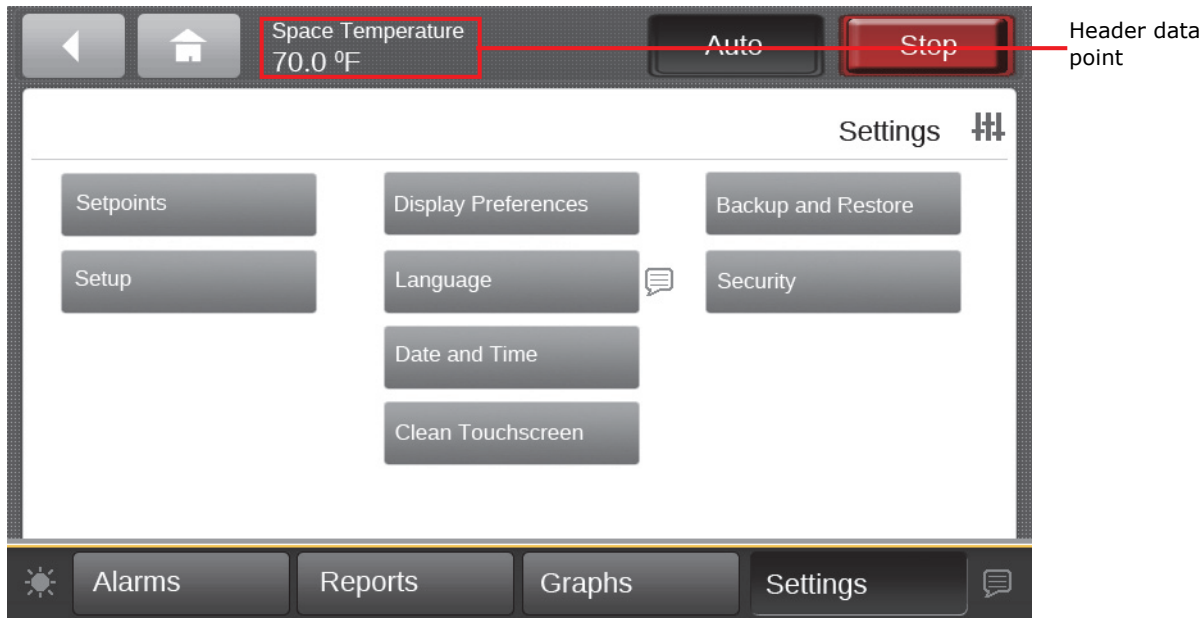 Space Temperature
70.0 ºF
Auto
Stop
Header data
point
Settings
Setpoints
Display Preferences
Backup and Restore
Setup
Language
Security
Date and Time
Clean Touchscreen
Alarms
Reports
Graphs
Settings